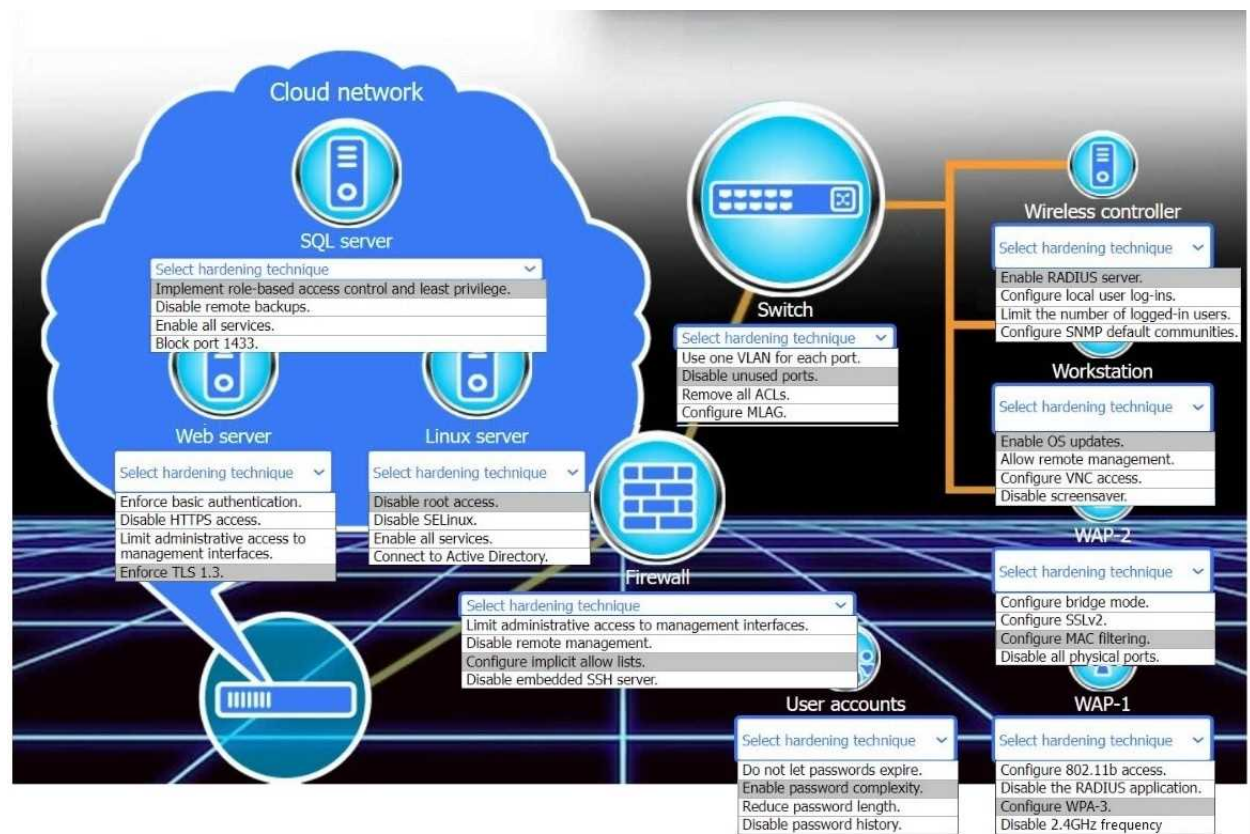 Cloud network
SQL server
Select hardening technique
Implement role-based access control and least privilege.
Disable remote backups.
Enable all services.
Block port 1433.
Web server
Select hardening technique
Enforce basic authentication.
Disable HTTPS access.
Limit administrative access to
management interfaces.
Enforce TLS 1.3.
Linux server
Select hardening technique
Disable root access.
Disable SELinux.
Enable all services.
Connect to Active Directory.
Switch
Select hardening technique
Use one VLAN for each port.
Disable unused ports.
Remove all ACLs.
Configure MLAG.
Firewall
Select hardening technique
Limit administrative access to management interfaces.
Disable remote management.
Configure implicit allow lists.
Disable embedded SSH server.
User accounts
Select hardening technique
Do not let passwords expire.
Enable password complexity.
Reduce password length.
Disable password history.
Wireless controller
Select hardening technique
Enable RADIUS server.
Configure local user log-ins.
Limit the number of logged-in users.
Configure SNMP default communities.
Workstation
Select hardening technique
Enable OS updates.
Allow remote management.
Configure VNC access.
Disable screensaver.
WAP-2
Select hardening technique
Configure bridge mode.
Configure SSLv2.
Configure MAC filtering.
Disable all physical ports.
WAP-1
Select hardening technique
Configure 802.11b access.
Disable the RADIUS application.
Configure WPA-3.
Disable 2.4GHz frequency